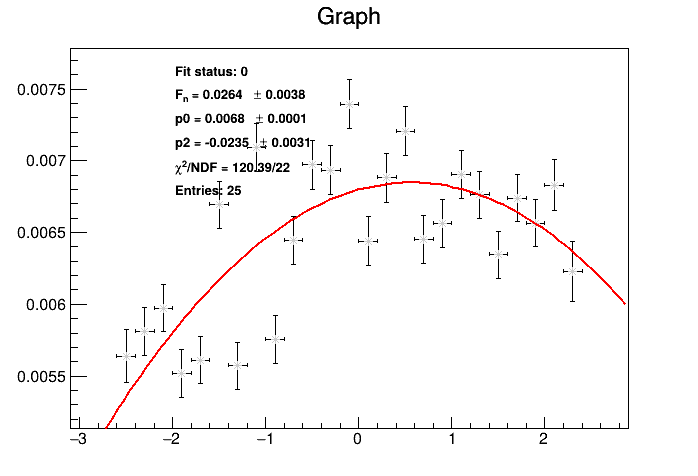 Graph
Fit status: 0
Fn = 0.0264 ± 0.0038
p0 = 0.0068 ± 0.0001
p2 = -0.0235 ± 0.0031
χ²/NDF = 120.39/22
Entries: 25
0.0075
0.007
0.0065
0.006
0.0055
−3 −2 −1 0 1 2